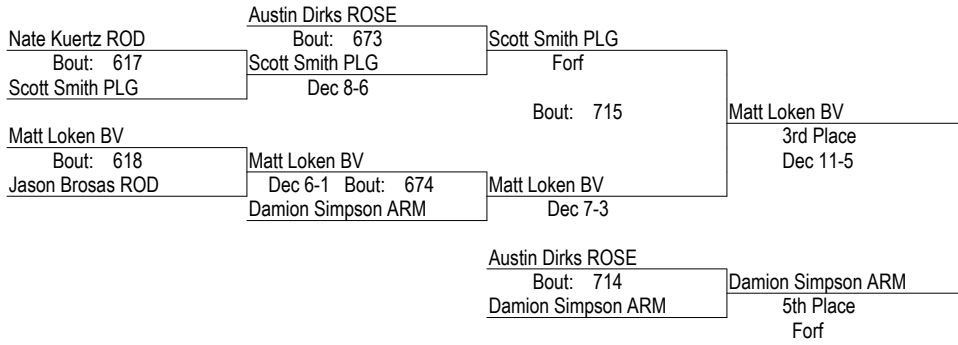 Austin Dirks ROSE
Nate Kuertz ROD
Bout: 673
Scott Smith PLG
Bout: 617
Scott Smith PLG
Forf
Scott Smith PLG
Dec 8-6
Bout: 715
Matt Loken BV
Matt Loken BV
3rd Place
Bout: 618
Matt Loken BV
Dec 11-5
Jason Brosas ROD
Dec 6-1 Bout: 674
Matt Loken BV
Damion Simpson ARM
Dec 7-3
Austin Dirks ROSE
Bout: 714
Damion Simpson ARM
Damion Simpson ARM
5th Place
Forf